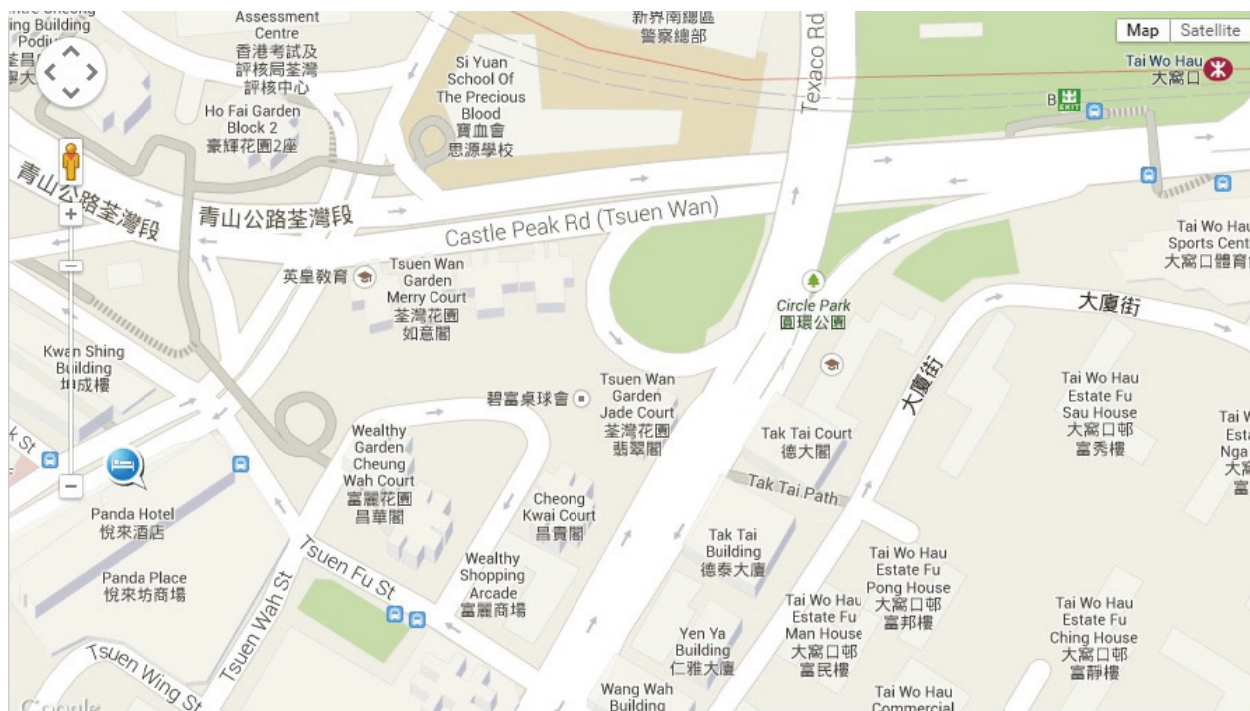 ing Building
Assessment
Centre
香港考試及
評核局荃灣
評核中心
新界南總區
警察總部
Texaco Rd
Map
Satellite
Tai Wo Hau
大窩口
B
EXIT
Si Yuan
School Of
The Precious
Blood
寶血會
思源學校
Ho Fai Garden
Block 2
豪輝花園2座
青山公路荃灣段
青山公路荃灣段
Castle Peak Rd (Tsuen Wan)
Tai Wo Hau
Sports Cent
大窩口體育
英皇教育
Tsuen Wan
Garden
Merry Court
荃灣花園
如意閣
Circle Park
圓環公園
大廈街
大廈街
Kwan Shing
Building
坤成樓
碧富桌球會
Tsuen Wan
Garden
Jade Court
荃灣花園
翡翠閣
Tai Wo Hau
Estate Fu
Sau House
大窩口邨
富秀樓
Tai W
Esta
Nga
大窩
富
k St
Wealthy
Garden
Cheung
Wah Court
富麗花園
昌華閣
Tak Tai Court
德大閣
Tak Tai Path
Panda Hotel
悅來酒店
Cheong
Kwai Court
昌貴閣
Tak Tai
Building
德泰大廈
Tsuen Fu St
Panda Place
悅來坊商場
Wealthy
Shopping
Arcade
富麗商場
Tai Wo Hau
Estate Fu
Pong House
大窩口邨
富邦樓
Tsuen Wah St
Tai Wo Hau
Estate Fu
Man House
大窩口邨
富民樓
Tai Wo Hau
Estate Fu
Ching House
大窩口邨
富靜樓
Yen Ya
Building
仁雅大廈
Tsuen Wing St
Wang Wah
Building
Tai Wo Hau
Commercial
Google